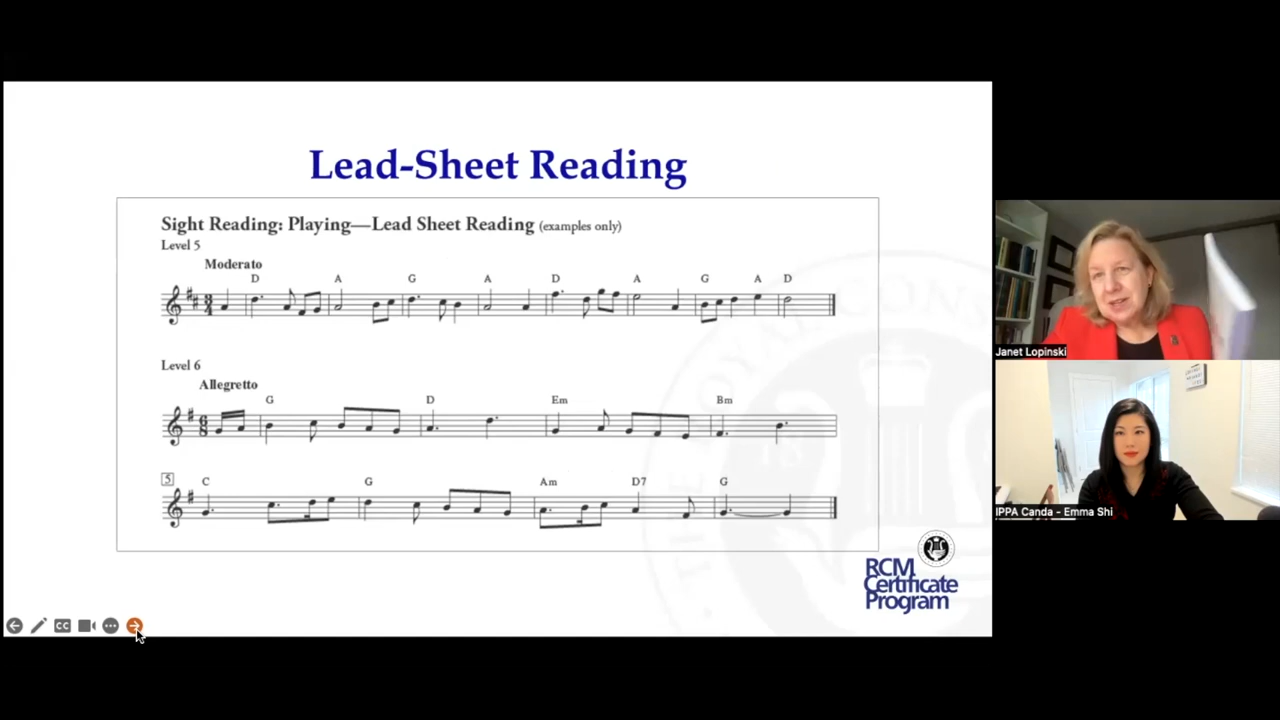 Lead-Sheet Reading
Sight Reading: Playing—Lead Sheet Reading (examples only)
Level 5
Moderato
D A G A D A G A D
Level 6
Allegretto
G D Em Bm
5
C G Am D7 G
RCM
Certificate
Program
CC
Janet Lopinski
IPPA Canda - Emma Shi